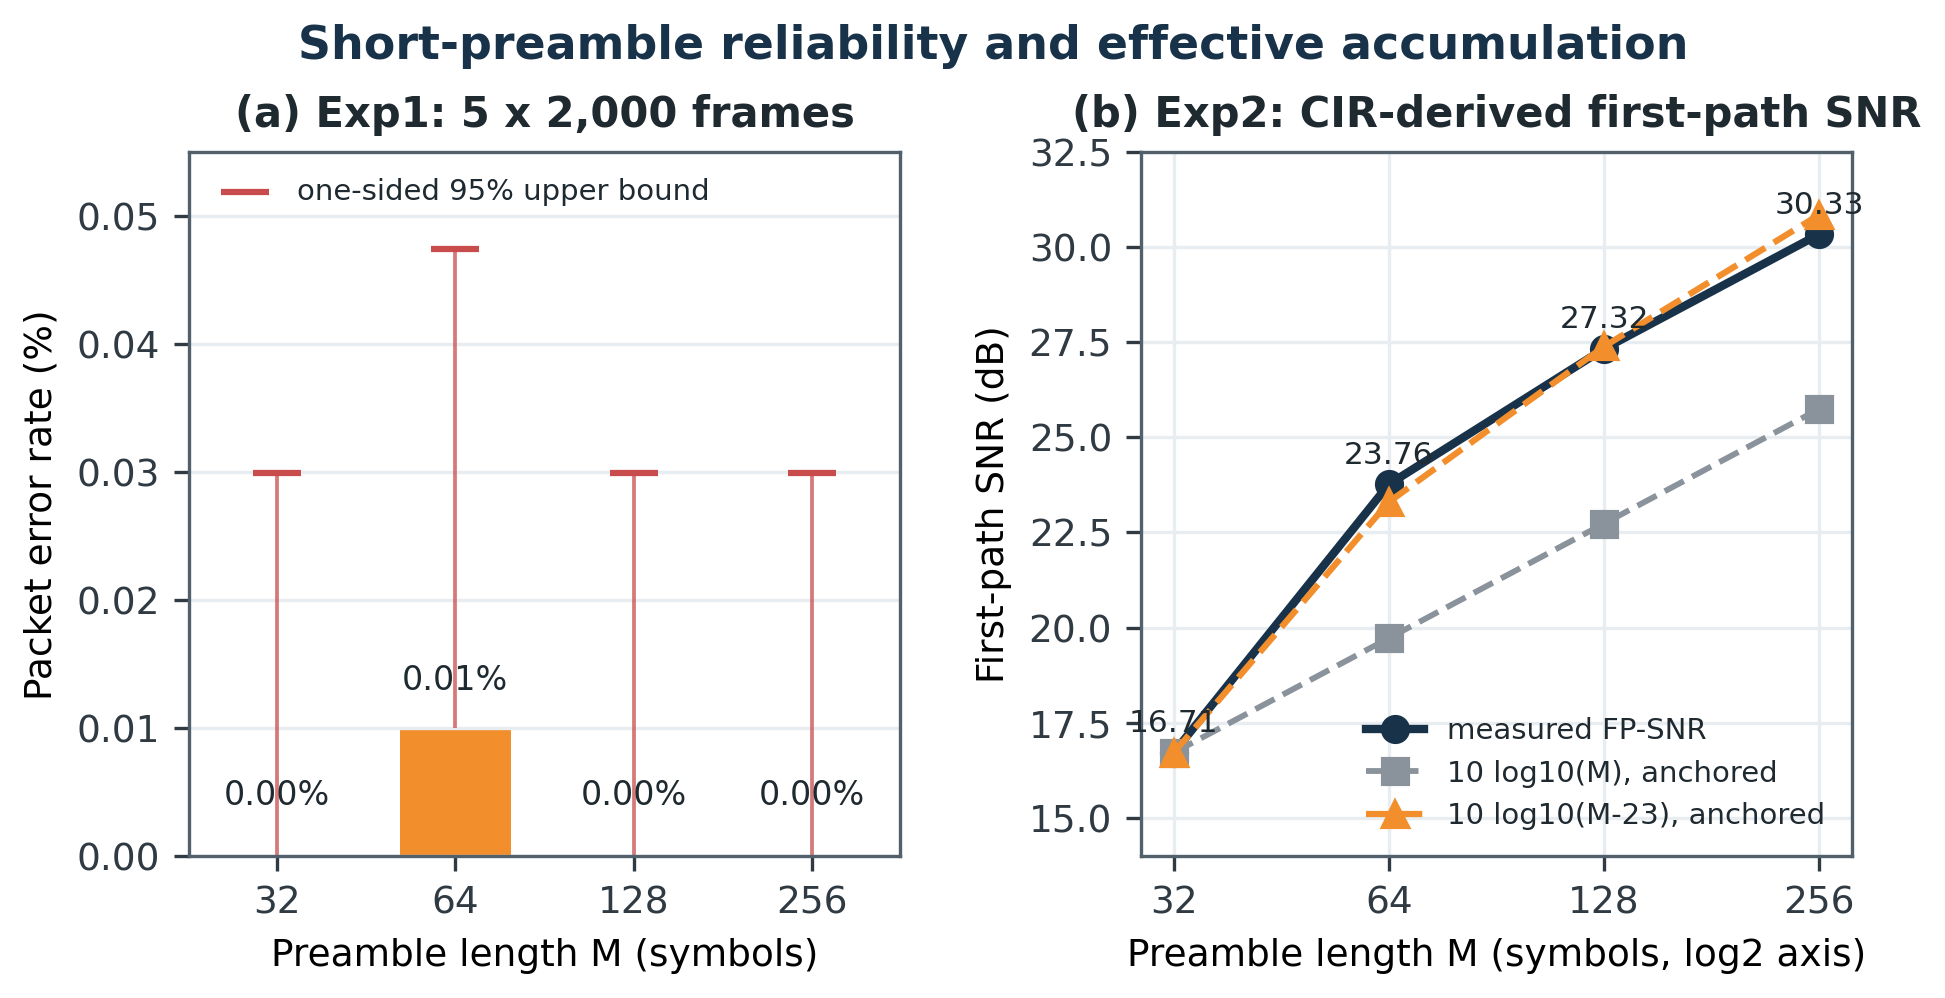 Short-preamble reliability and effective accumulation
(a) Exp1: 5 x 2,000 frames
one-sided 95% upper bound
Packet error rate (%)
0.05
0.04
0.03
0.02
0.01
0.00
0.00%
0.01%
0.00%
0.00%
32
64
128
256
Preamble length M (symbols)
(b) Exp2: CIR-derived first-path SNR
First-path SNR (dB)
32.5
30.0
27.5
25.0
22.5
20.0
17.5
15.0
16.71
23.76
27.32
30.33
measured FP-SNR
10 log10(M), anchored
10 log10(M-23), anchored
32
64
128
256
Preamble length M (symbols, log2 axis)